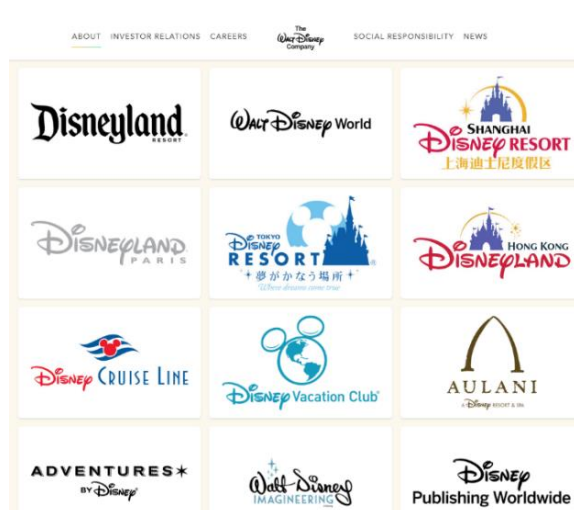 ABOUT INVESTOR RELATIONS CAREERS
The
Walt Disney
Company
SOCIAL RESPONSIBILITY NEWS
Disneyland
RESORT
WALT DISNEY World
SHANGHAI
DISNEY RESORT
上海迪士尼度假区
DISNEYLAND
PARIS
TOKYO
DISNEY
RESORT
夢がかなう場所
Where dreams come true
HONG KONG
DISNEYLAND
DISNEY CRUISE LINE
DISNEY Vacation Club
AULANI
A Disney RESORT & SPA
ADVENTURES
BY DISNEY
Walt Disney
IMAGINEERING
DISNEY
Publishing Worldwide